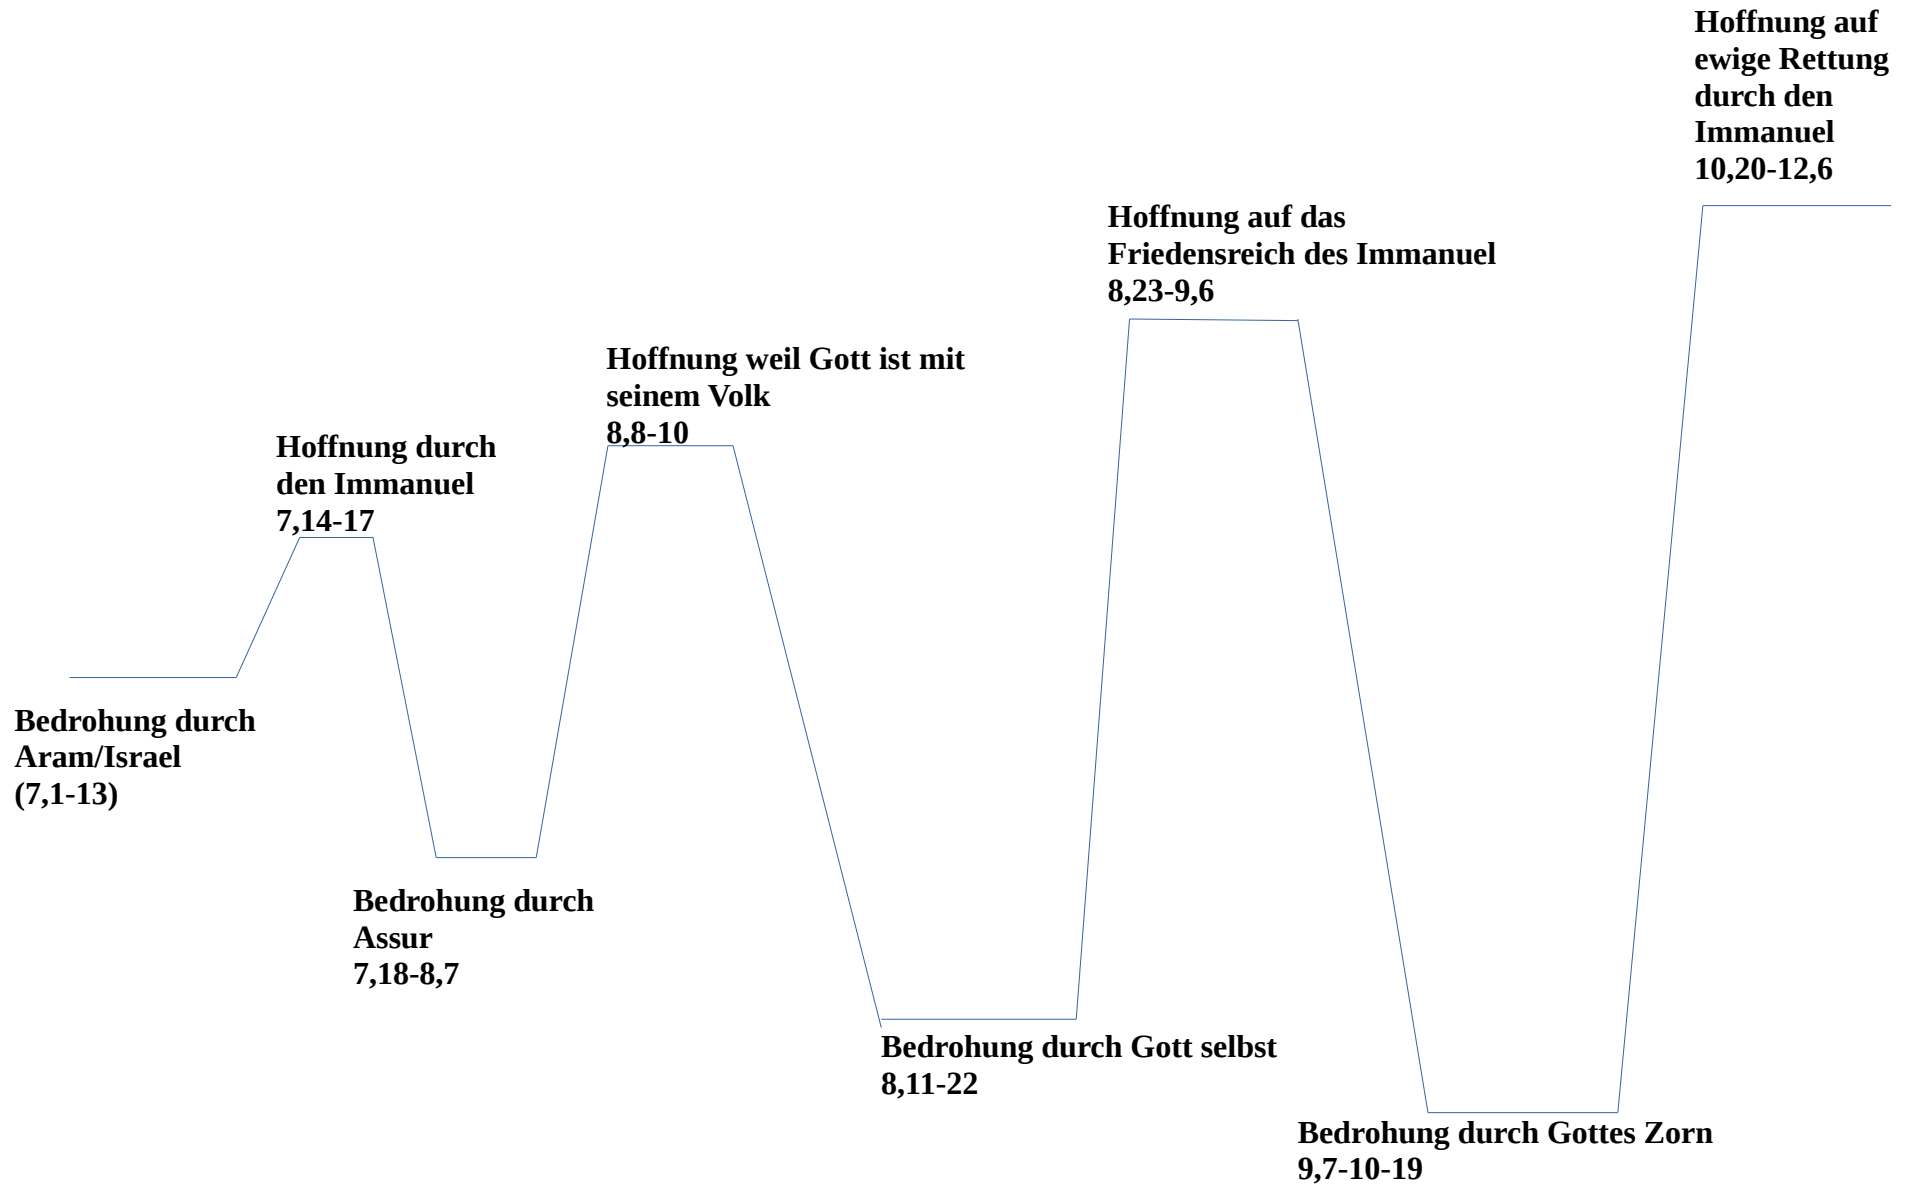 Bedrohung durch
Aram/Israel
(7,1-13)
Hoffnung durch
den Immanuel
7,14-17
Bedrohung durch
Assur
7,18-8,7
Hoffnung weil Gott ist mit
seinem Volk
8,8-10
Bedrohung durch Gott selbst
8,11-22
Hoffnung auf das
Friedensreich des Immanuel
8,23-9,6
Bedrohung durch Gottes Zorn
9,7-10-19
Hoffnung auf
ewige Rettung
durch den
Immanuel
10,20-12,6